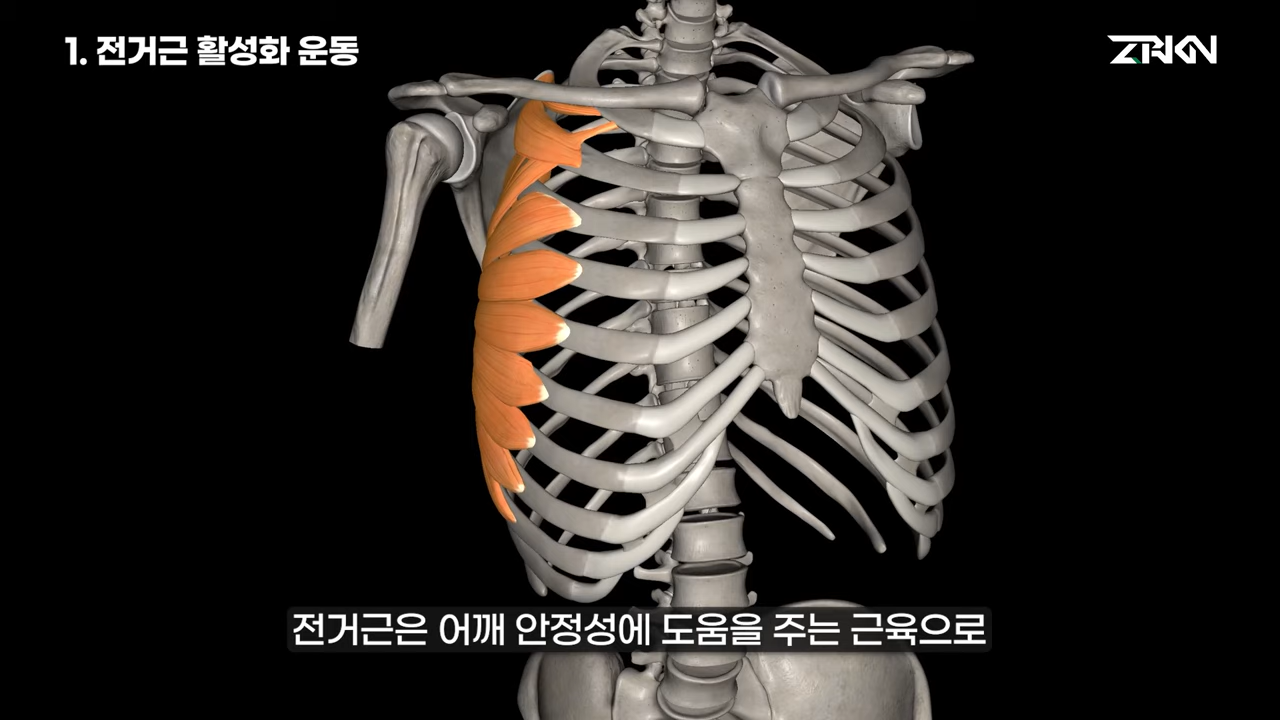 1. 전거근 활성화 운동
ZRKN
전거근은 어깨 안정성에 도움을 주는 근육으로